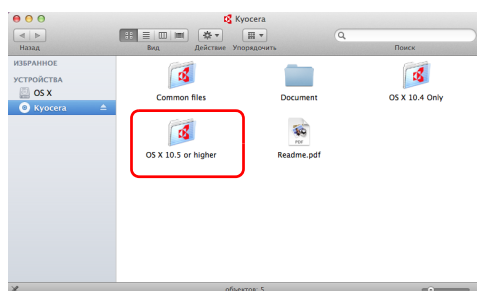 Kyocera
Назад
Вид
Действие
Упорядочить
Поиск
ИЗБРАННОЕ
УСТРОЙСТВА
OS X
Kyocera
Common files
Document
OS X 10.4 Only
OS X 10.5 or higher
PDF
Readme.pdf
объектов: 5